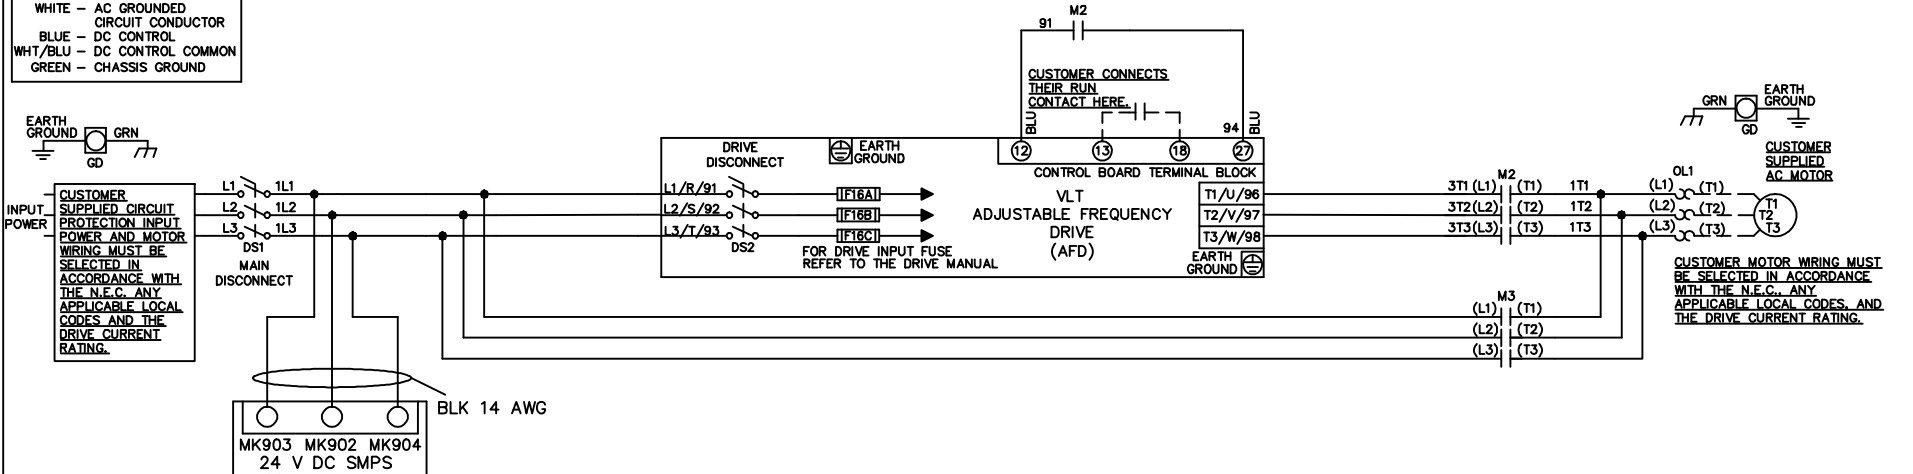 WHITE - AC GROUNDED
CIRCUIT CONDUCTOR
BLUE - DC CONTROL
WHT/BLU - DC CONTROL COMMON
GREEN - CHASSIS GROUND
EARTH
GROUND
GRN
GD
INPUT
POWER
CUSTOMER
SUPPLIED CIRCUIT
PROTECTION INPUT
POWER AND MOTOR
WIRING MUST BE
SELECTED IN
ACCORDANCE WITH
THE N.E.C. ANY
APPLICABLE LOCAL
CODES AND THE
DRIVE CURRENT
RATING.
L1 1L1
L2 1L2
L3 1L3
DS1
MAIN
DISCONNECT
BLK 14 AWG
MK903 MK902 MK904
24 V DC SMPS
L1/R/91
L2/S/92
L3/T/93
DRIVE
DISCONNECT
DS2
EARTH
GROUND
F16A
F16B
F16C
FOR DRIVE INPUT FUSE
REFER TO THE DRIVE MANUAL
M2
91
CUSTOMER CONNECTS
THEIR RUN
CONTACT HERE.
BLU
94
BLU
12 13 18 27
CONTROL BOARD TERMINAL BLOCK
VLT
ADJUSTABLE FREQUENCY
DRIVE
(AFD)
T1/U/96
T2/V/97
T3/W/98
EARTH
GROUND
M2
3T1 (L1) (T1) 1T1
3T2(L2) (T2) 1T2
3T3(L3) (T3) 1T3
M3
(L1) (T1)
(L2) (T2)
(L3) (T3)
OL1
(L1) (T1)
(L2) (T2)
(L3) (T3)
T1
T2
T3
GRN
EARTH
GROUND
GD
CUSTOMER
SUPPLIED
AC MOTOR
CUSTOMER MOTOR WIRING MUST
BE SELECTED IN ACCORDANCE
WITH THE N.E.C., ANY
APPLICABLE LOCAL CODES, AND
THE DRIVE CURRENT RATING.